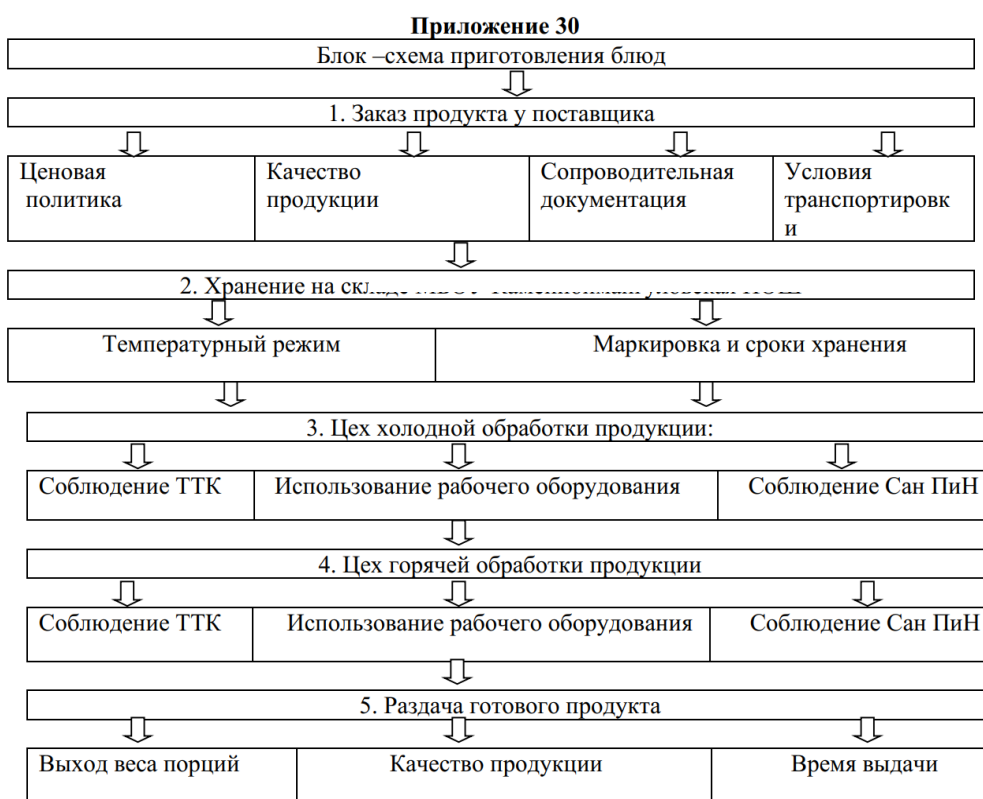 Приложение 30
Блок –схема приготовления блюд
1. Заказ продукта у поставщика
Ценовая
политика
Качество
продукции
Сопроводительная
документация
Условия
транспортировк
и
2. Хранение на складе
Температурный режим
Маркировка и сроки хранения
3. Цех холодной обработки продукции:
Соблюдение ТТК
Использование рабочего оборудования
Соблюдение Сан ПиН
4. Цех горячей обработки продукции
Соблюдение ТТК
Использование рабочего оборудования
Соблюдение Сан ПиН
5. Раздача готового продукта
Выход веса порций
Качество продукции
Время выдачи